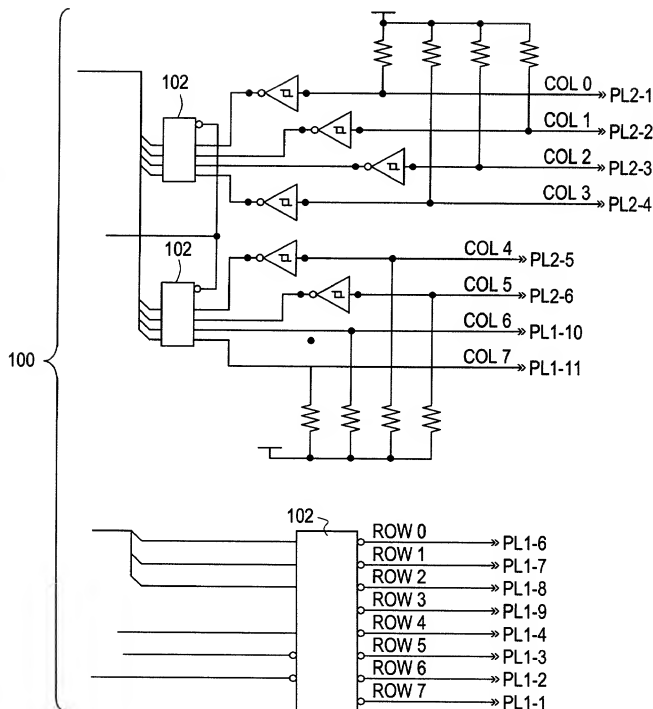 102
COL 0 PL2-1
COL 1 PL2-2
COL 2 PL2-3
COL 3 PL2-4
102
COL 4 PL2-5
COL 5 PL2-6
COL 6 PL1-10
COL 7 PL1-11
100
102
ROW 0 PL1-6
ROW 1 PL1-7
ROW 2 PL1-8
ROW 3 PL1-9
ROW 4 PL1-4
ROW 5 PL1-3
ROW 6 PL1-2
ROW 7 PL1-1